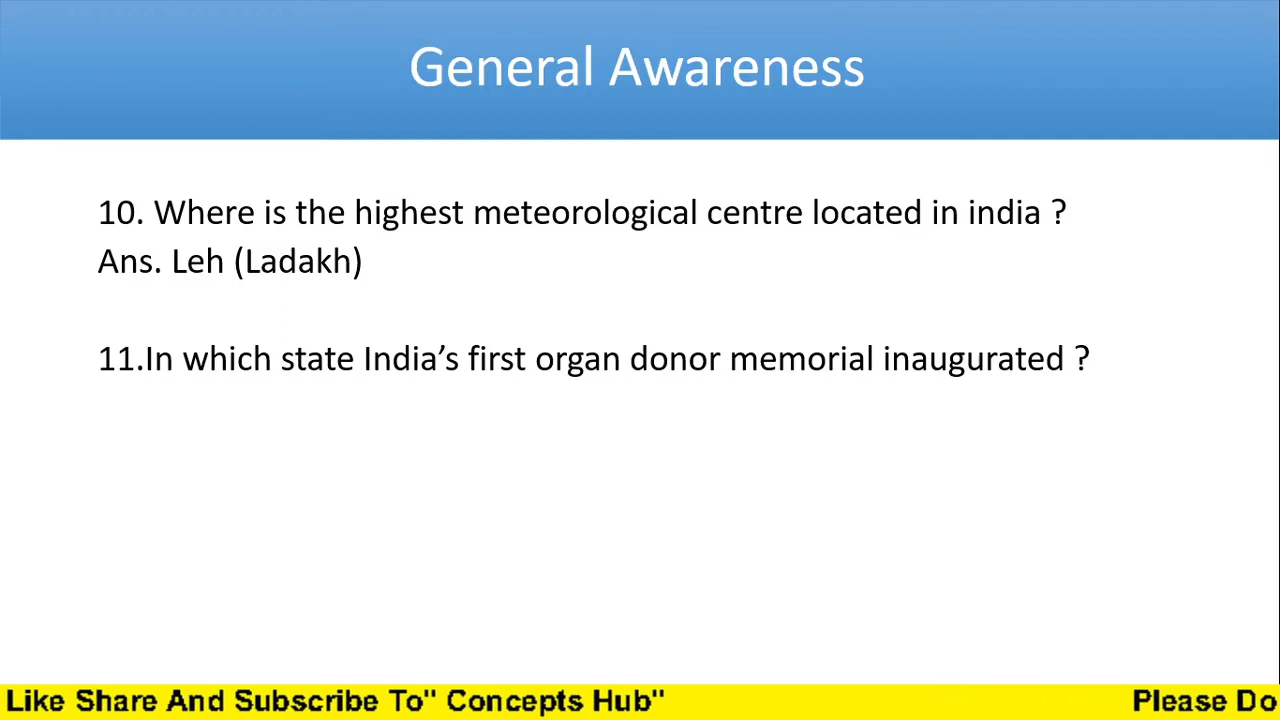 General Awareness
10. Where is the highest meteorological centre located in india ?
Ans. Leh (Ladakh)
11.In which state India’s first organ donor memorial inaugurated ?
Like Share And Subscribe To" Concepts Hub" Please Do